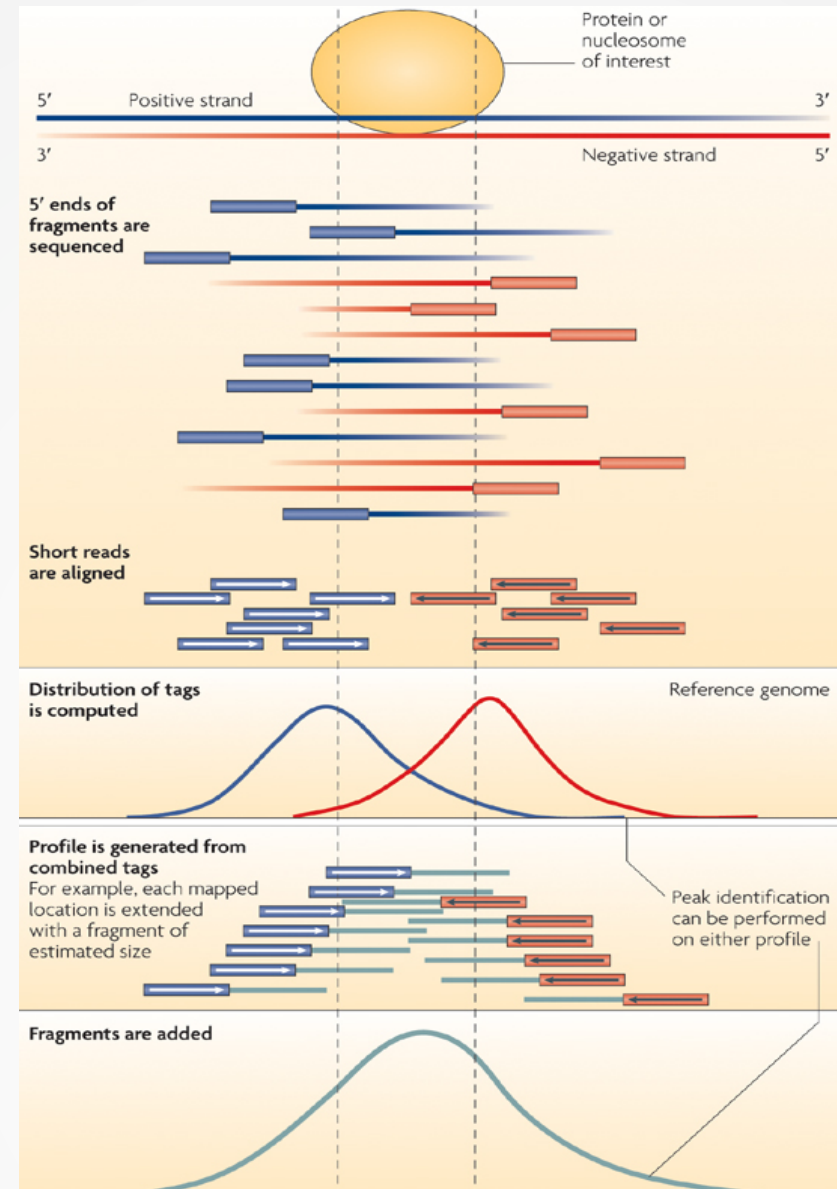 Protein or
nucleosome
of interest
5′ Positive strand 3′
3′ Negative strand 5′
5′ ends of
fragments are
sequenced
Short reads
are aligned
Distribution of tags
is computed
Reference genome
Profile is generated from
combined tags
For example, each mapped
location is extended
with a fragment of
estimated size
Peak identification
can be performed
on either profile
Fragments are added